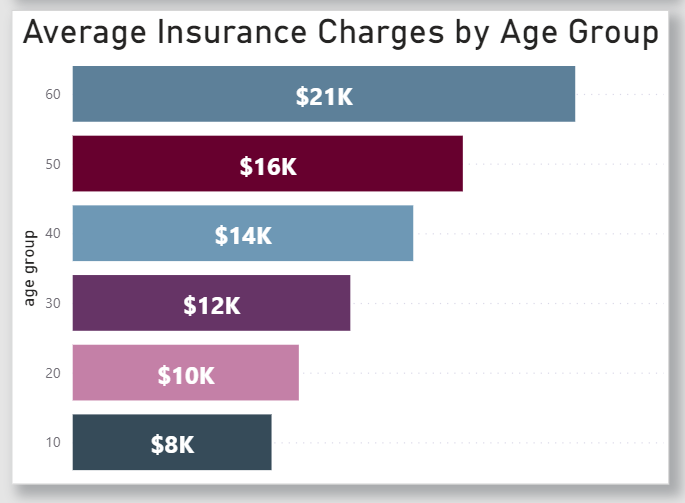 Average Insurance Charges by Age Group
60
$21K
50
$16K
40
$14K
age group
30
$12K
20
$10K
10
$8K